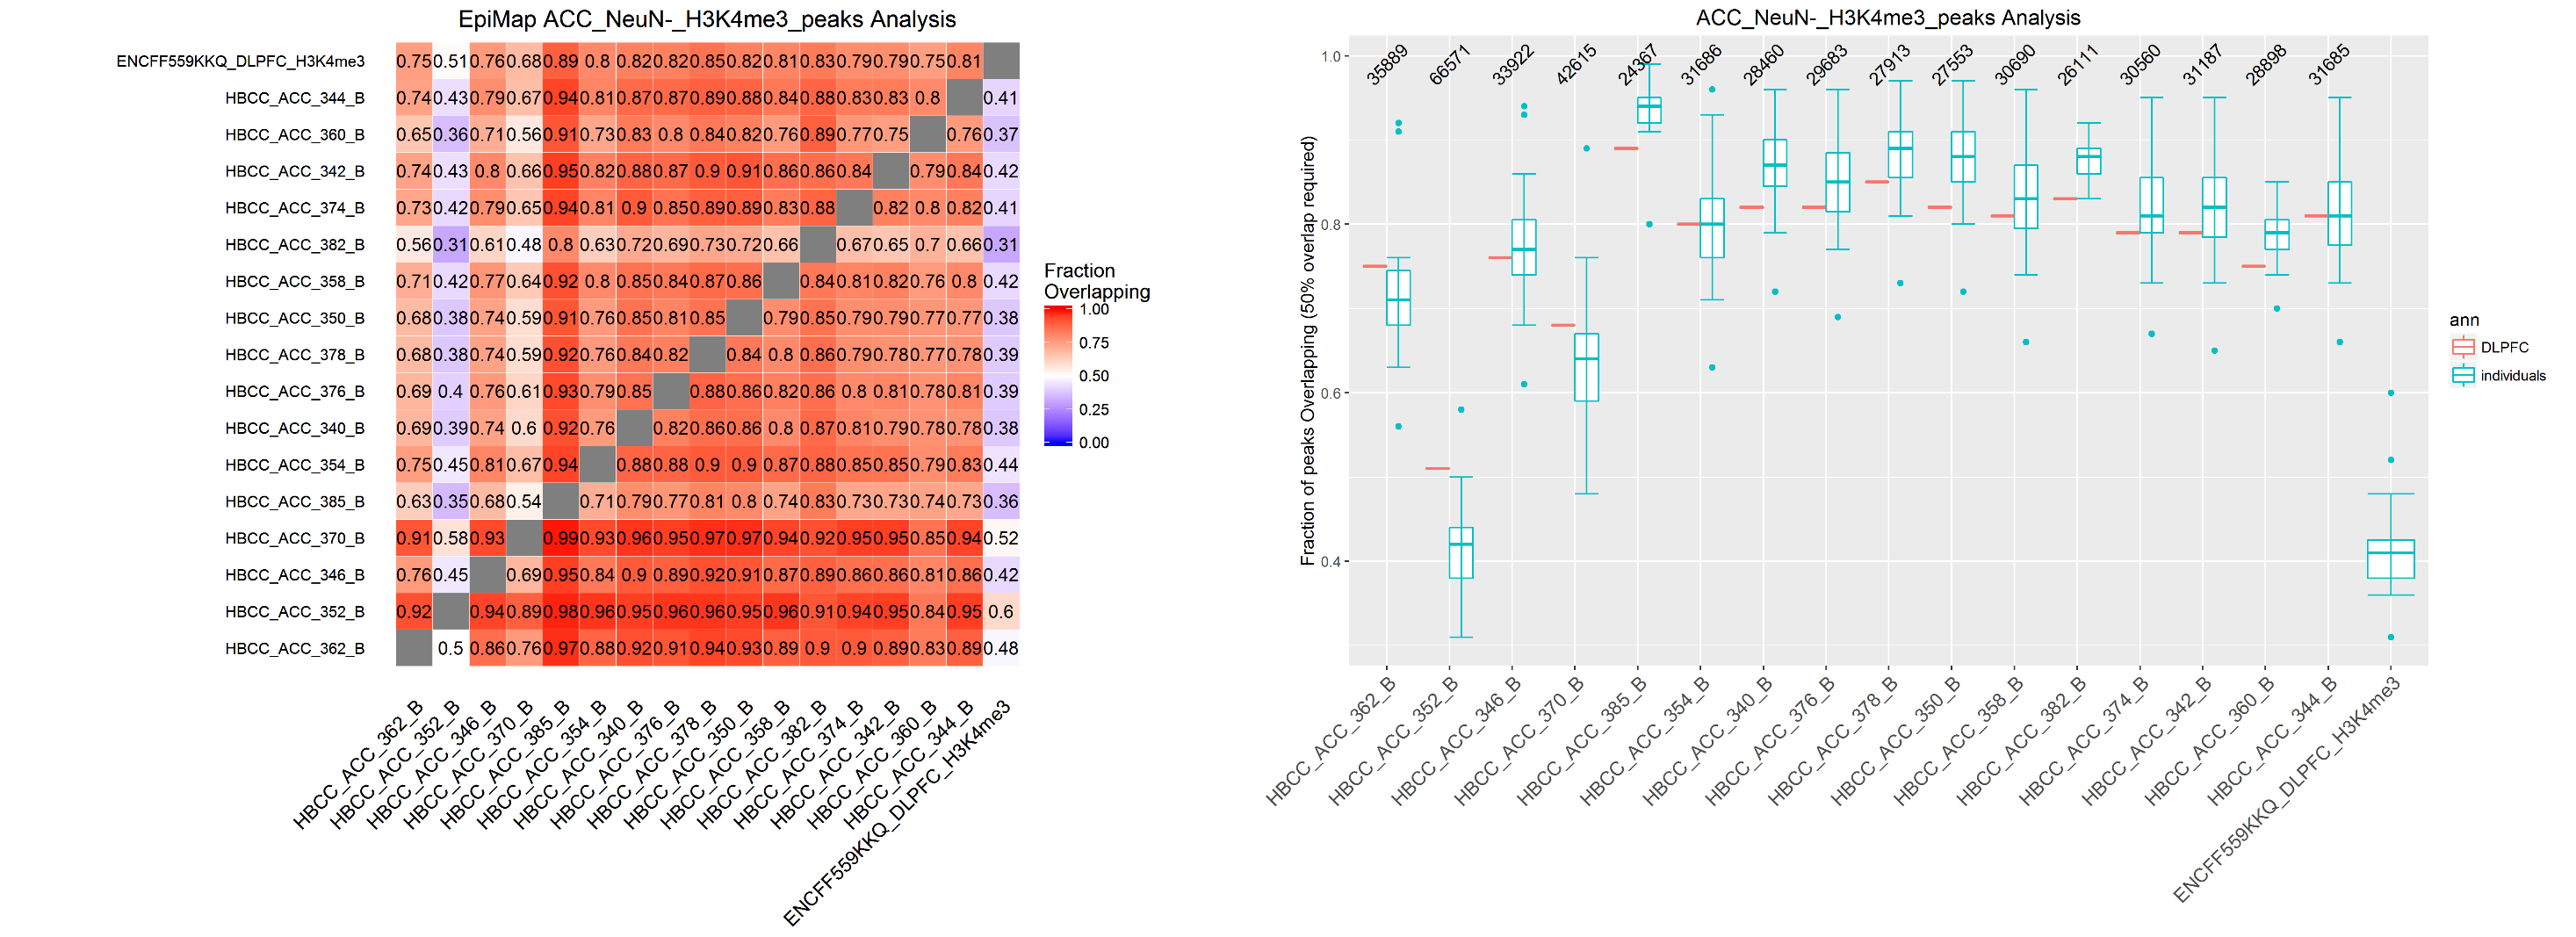 EpiMap ACC_NeuN-_H3K4me3_peaks Analysis
ENCFF559KKQ_DLPFC_H3K4me3 0.75 0.51 0.76 0.68 0.89 0.8 0.82 0.82 0.85 0.82 0.81 0.83 0.79 0.79 0.75 0.81
HBCC_ACC_344_B 0.74 0.43 0.79 0.67 0.94 0.81 0.87 0.87 0.89 0.88 0.84 0.88 0.83 0.83 0.8 0.41
HBCC_ACC_360_B 0.65 0.36 0.71 0.56 0.91 0.73 0.83 0.8 0.84 0.82 0.76 0.89 0.77 0.75 0.76 0.37
HBCC_ACC_342_B 0.74 0.43 0.8 0.66 0.95 0.82 0.88 0.87 0.9 0.91 0.86 0.86 0.84 0.79 0.84 0.42
HBCC_ACC_374_B 0.73 0.42 0.79 0.65 0.94 0.81 0.9 0.85 0.89 0.89 0.83 0.88 0.82 0.8 0.82 0.41
HBCC_ACC_382_B 0.56 0.31 0.61 0.48 0.8 0.63 0.72 0.69 0.73 0.72 0.66 0.67 0.65 0.7 0.66 0.31
HBCC_ACC_358_B 0.71 0.42 0.77 0.64 0.92 0.8 0.85 0.84 0.87 0.86 0.84 0.81 0.82 0.76 0.8 0.42
HBCC_ACC_350_B 0.68 0.38 0.74 0.59 0.91 0.76 0.85 0.81 0.85 0.79 0.85 0.79 0.79 0.77 0.77 0.38
HBCC_ACC_378_B 0.68 0.38 0.74 0.59 0.92 0.76 0.84 0.82 0.84 0.8 0.86 0.79 0.78 0.77 0.78 0.39
HBCC_ACC_376_B 0.69 0.4 0.76 0.61 0.93 0.79 0.85 0.88 0.86 0.82 0.86 0.8 0.81 0.78 0.81 0.39
HBCC_ACC_340_B 0.69 0.39 0.74 0.6 0.92 0.76 0.82 0.86 0.86 0.8 0.87 0.81 0.79 0.78 0.78 0.38
HBCC_ACC_354_B 0.75 0.45 0.81 0.67 0.94 0.88 0.88 0.9 0.9 0.87 0.88 0.85 0.85 0.79 0.83 0.44
HBCC_ACC_385_B 0.63 0.35 0.68 0.54 0.71 0.79 0.77 0.81 0.8 0.74 0.83 0.73 0.73 0.74 0.73 0.36
HBCC_ACC_370_B 0.91 0.58 0.93 0.99 0.93 0.96 0.95 0.97 0.97 0.94 0.92 0.95 0.95 0.85 0.94 0.52
HBCC_ACC_346_B 0.76 0.45 0.69 0.95 0.84 0.9 0.89 0.92 0.91 0.87 0.89 0.86 0.86 0.81 0.86 0.42
HBCC_ACC_352_B 0.92 0.94 0.89 0.98 0.96 0.95 0.96 0.96 0.95 0.96 0.91 0.94 0.95 0.84 0.95 0.6
HBCC_ACC_362_B 0.5 0.86 0.76 0.97 0.88 0.92 0.91 0.94 0.93 0.89 0.9 0.9 0.89 0.83 0.89 0.48
HBCC_ACC_362_B
HBCC_ACC_352_B
HBCC_ACC_346_B
HBCC_ACC_370_B
HBCC_ACC_385_B
HBCC_ACC_354_B
HBCC_ACC_340_B
HBCC_ACC_376_B
HBCC_ACC_378_B
HBCC_ACC_350_B
HBCC_ACC_358_B
HBCC_ACC_382_B
HBCC_ACC_374_B
HBCC_ACC_342_B
HBCC_ACC_360_B
HBCC_ACC_344_B
ENCFF559KKQ_DLPFC_H3K4me3
Fraction
Overlapping
1.00
0.75
0.50
0.25
0.00
ACC_NeuN-_H3K4me3_peaks Analysis
Fraction of peaks Overlapping (50% overlap required)
1.0
0.8
0.6
0.4
35889
66571
33922
42615
24367
31686
28460
29683
27913
27553
30690
26111
30560
31187
28898
31685
HBCC_ACC_362_B
HBCC_ACC_352_B
HBCC_ACC_346_B
HBCC_ACC_370_B
HBCC_ACC_385_B
HBCC_ACC_354_B
HBCC_ACC_340_B
HBCC_ACC_376_B
HBCC_ACC_378_B
HBCC_ACC_350_B
HBCC_ACC_358_B
HBCC_ACC_382_B
HBCC_ACC_374_B
HBCC_ACC_342_B
HBCC_ACC_360_B
HBCC_ACC_344_B
ENCFF559KKQ_DLPFC_H3K4me3
ann
DLPFC
individuals